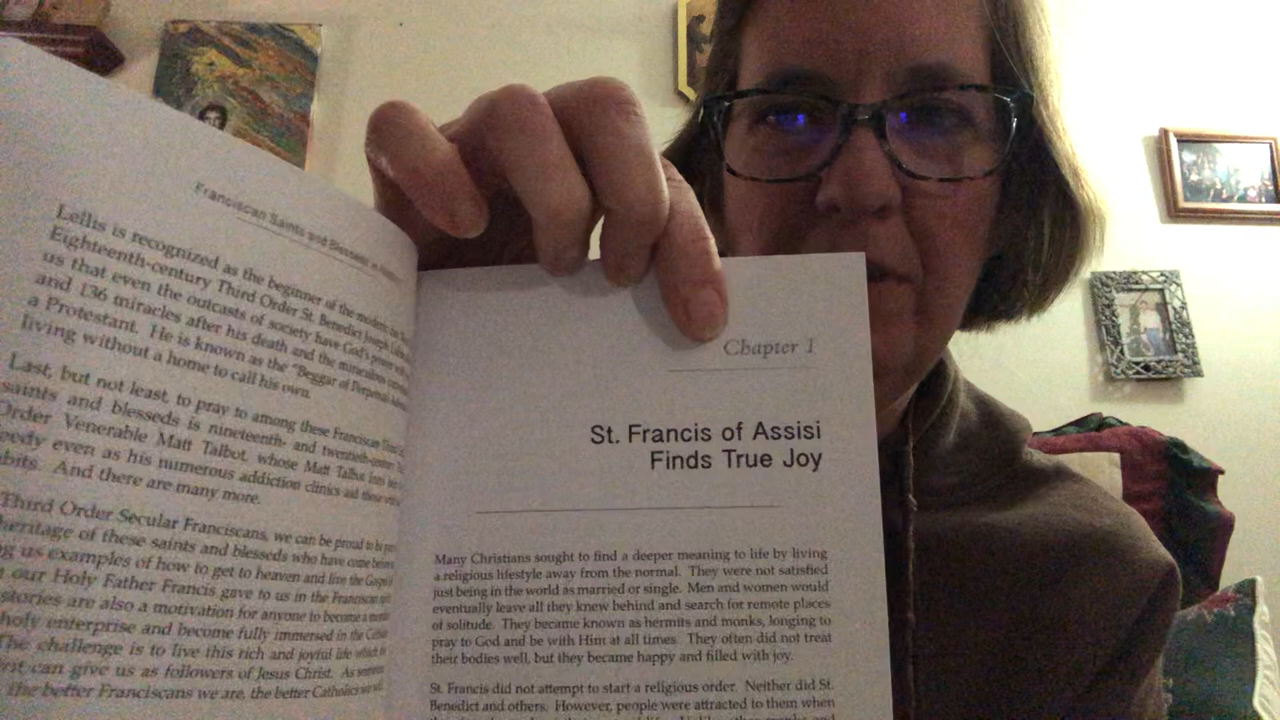 Franciscan Saints and Blesseds
Lellis is recognized as the beginner of the modern
Eighteenth-century Third Order St. Benedict Joseph
us that even the outcasts of society have God's
and 136 miracles after his death and the miraculous
a Protestant. He is known as the "Beggar of Perpetual
living without a home to call his own.
Last, but not least, to pray to among these Franciscan
saints and blesseds is nineteenth- and twentieth-century
Order Venerable Matt Talbot, whose Matt Talbot
even as his numerous addiction clinics aid
And there are many more.
Third Order Secular Franciscans, we can be proud to
heritage of these saints and blesseds who have come
us examples of how to get to heaven and live the Gospel
our Holy Father Francis gave to us in the Franciscan
stories are also a motivation for anyone to become a
holy enterprise and become fully immersed in the
The challenge is to live this rich and joyful life which
can give us as followers of Jesus Christ. As
the better Franciscans we are, the better Catholics we
Chapter 1
St. Francis of Assisi
Finds True Joy
Many Christians sought to find a deeper meaning to life by living
a religious lifestyle away from the normal. They were not satisfied
just being in the world as married or single. Men and women would
eventually leave all they knew behind and search for remote places
of solitude. They became known as hermits and monks, longing to
pray to God and be with Him at all times. They often did not treat
their bodies well, but they became happy and filled with joy.
St. Francis did not attempt to start a religious order. Neither did St.
Benedict and others. However, people were attracted to them when